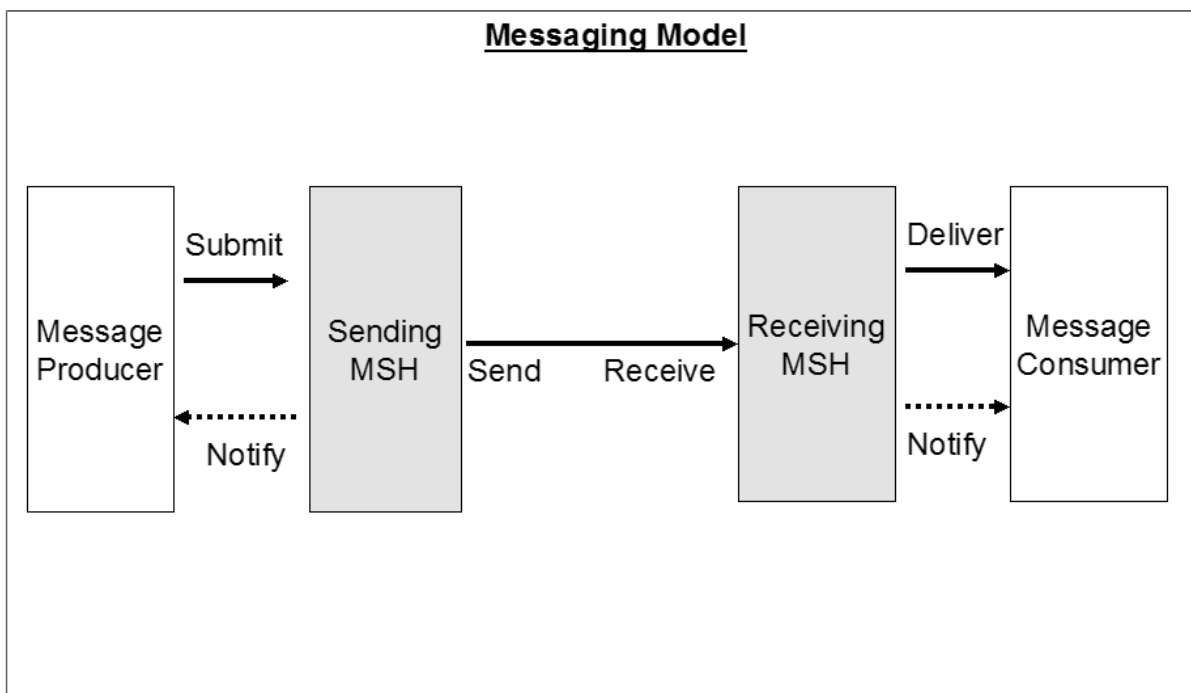 Messaging Model
Submit
Deliver
Message
Producer
Sending
MSH
Receiving
MSH
Message
Consumer
Send
Receive
Notify
Notify